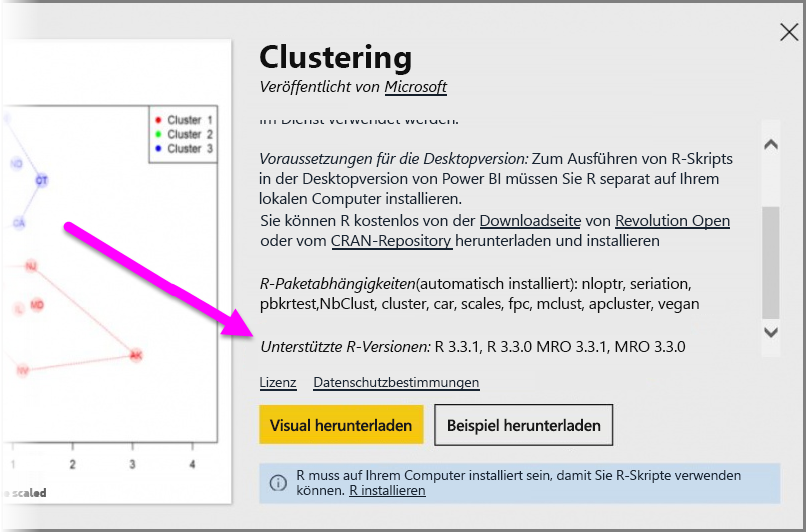 Clustering
Veröffentlicht von Microsoft
im Dienst verwendet werden.
Voraussetzungen für die Desktopversion: Zum Ausführen von R-Skripts
in der Desktopversion von Power BI müssen Sie R separat auf Ihrem
lokalen Computer installieren.
Sie können R kostenlos von der Downloadseite von Revolution Open
oder vom CRAN-Repository herunterladen und installieren
R-Paketabhängigkeiten(automatisch installiert): nloptr, seriation,
pbkrtest,NbClust, cluster, car, scales, fpc, mclust, apcluster, vegan
Unterstützte R-Versionen: R 3.3.1, R 3.3.0 MRO 3.3.1, MRO 3.3.0
Lizenz Datenschutzbestimmungen
Visual herunterladen Beispiel herunterladen
R muss auf Ihrem Computer installiert sein, damit Sie R-Skripte verwenden
können. R installieren
Cluster 1
Cluster 2
Cluster 3
CT
CA
NJ
MD
AK
NV
1 2 3 4
scaled